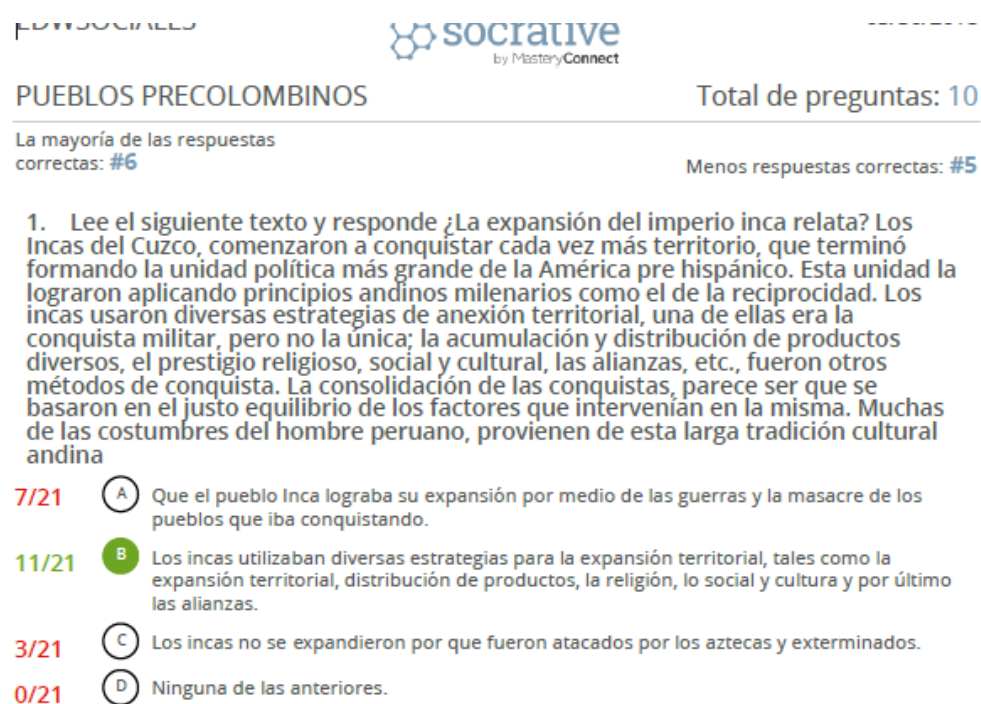 EDWSOCIALES
socrative
by MasteryConnect
PUEBLOS PRECOLOMBINOS
Total de preguntas: 10
La mayoría de las respuestas
correctas: #6
Menos respuestas correctas: #5
1. Lee el siguiente texto y responde ¿La expansión del imperio inca relata? Los
Incas del Cuzco, comenzaron a conquistar cada vez más territorio, que terminó
formando la unidad política más grande de la América pre hispánico. Esta unidad la
lograron aplicando principios andinos milenarios como el de la reciprocidad. Los
incas usaron diversas estrategias de anexión territorial, una de ellas era la
conquista militar, pero no la única; la acumulación y distribución de productos
diversos, el prestigio religioso, social y cultural, las alianzas, etc., fueron otros
métodos de conquista. La consolidación de las conquistas, parece ser que se
basaron en el justo equilibrio de los factores que intervenían en la misma. Muchas
de las costumbres del hombre peruano, provienen de esta larga tradición cultural
andina
7/21 A Que el pueblo Inca lograba su expansión por medio de las guerras y la masacre de los
pueblos que iba conquistando.
11/21 B Los incas utilizaban diversas estrategias para la expansión territorial, tales como la
expansión territorial, distribución de productos, la religión, lo social y cultura y por último
las alianzas.
3/21 C Los incas no se expandieron por que fueron atacados por los aztecas y exterminados.
0/21 D Ninguna de las anteriores.